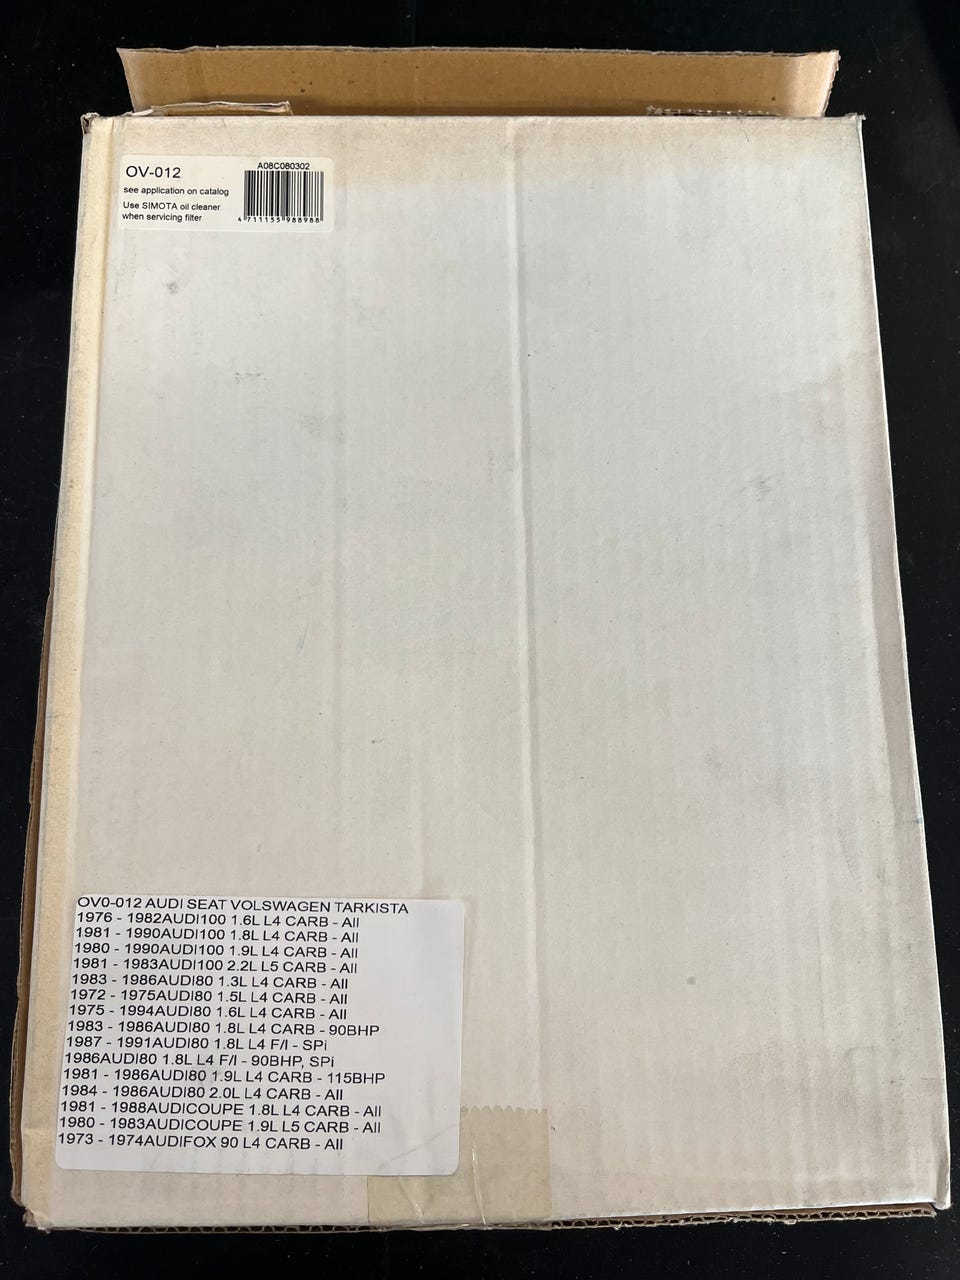 OV-012
see application on catalog
Use SIMOTA oil cleaner
when servicing filter
A08C080302
4 711155 988988
OV0-012 AUDI SEAT VOLSWAGEN TARKISTA
1976 - 1982AUDI100 1.6L L4 CARB - All
1981 - 1990AUDI100 1.8L L4 CARB - All
1980 - 1990AUDI100 1.9L L4 CARB - All
1981 - 1983AUDI100 2.2L L5 CARB - All
1983 - 1986AUDI80 1.3L L4 CARB - All
1972 - 1975AUDI80 1.5L L4 CARB - All
1975 - 1994AUDI80 1.6L L4 CARB - All
1983 - 1986AUDI80 1.8L L4 CARB - 90BHP
1987 - 1991AUDI80 1.8L L4 F/I - SPi
1986AUDI80 1.8L L4 F/I - 90BHP, SPi
1981 - 1986AUDI80 1.9L L4 CARB - 115BHP
1984 - 1986AUDI80 2.0L L4 CARB - All
1981 - 1988AUDICOUPE 1.8L L4 CARB - All
1980 - 1983AUDICOUPE 1.9L L5 CARB - All
1973 - 1974AUDIFOX 90 L4 CARB - All